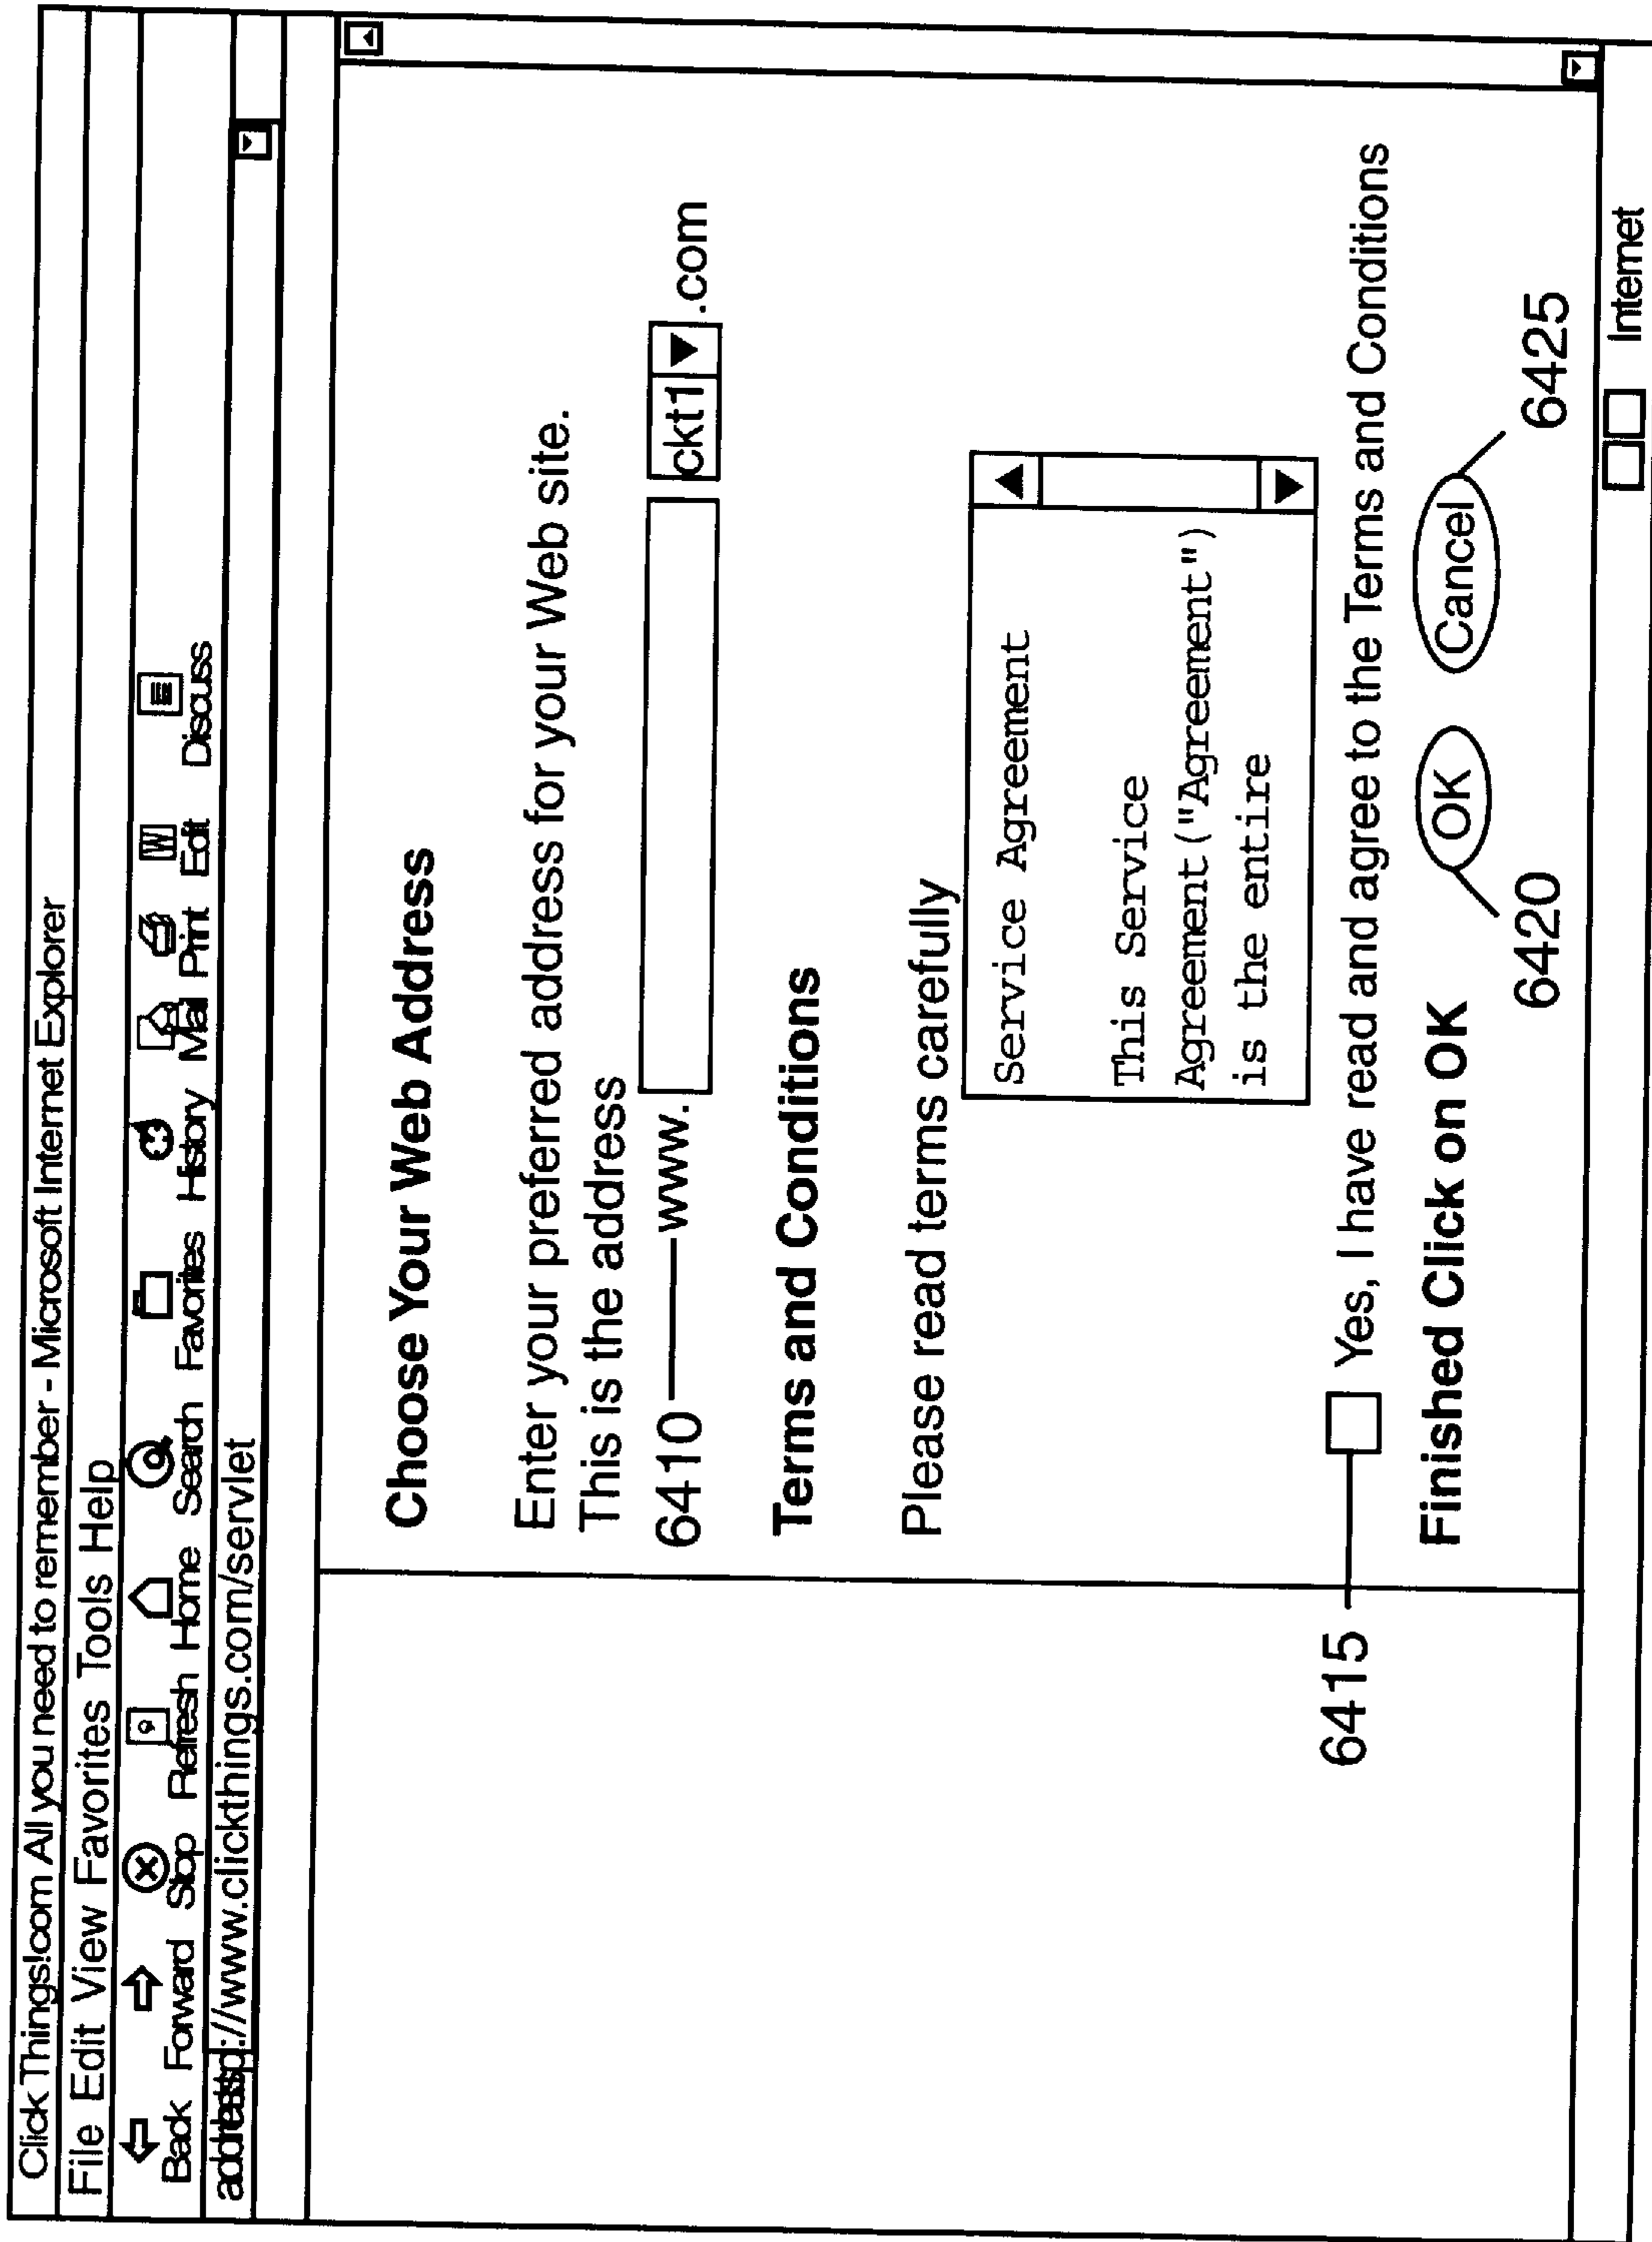 Click Things!com All you need to remember - Microsoft Internet Explorer
File Edit View Favorites Tools Help
Back Forward Stop Refresh Home Search Favorites History Mail Print Edit Discuss
://www.clickthings.com/servlet
Choose Your Web Address
Enter your preferred address for your Web site.
This is the address
6410 www. ckt1 .com
Terms and Conditions
Please read terms carefully
Service Agreement
This Service
Agreement("Agreement")
is the entire
6415 Yes, I have read and agree to the Terms and Conditions
Finished Click on OK OK Cancel
6420 6425
Internet